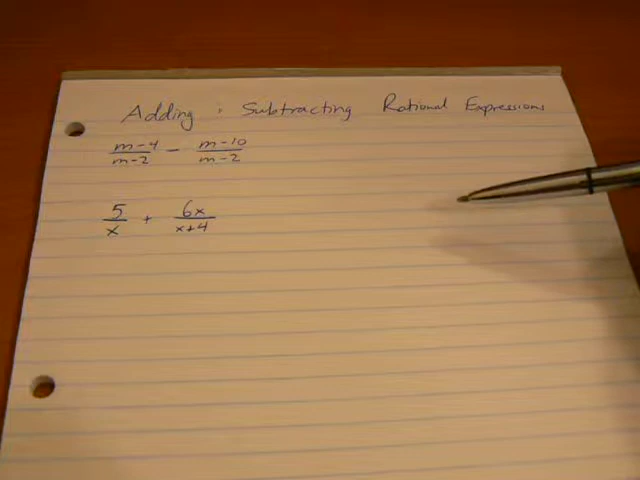 Adding : Subtracting Rational Expressions
m-4/m-2 - m-10/m-2
5/x + 6x/x+4